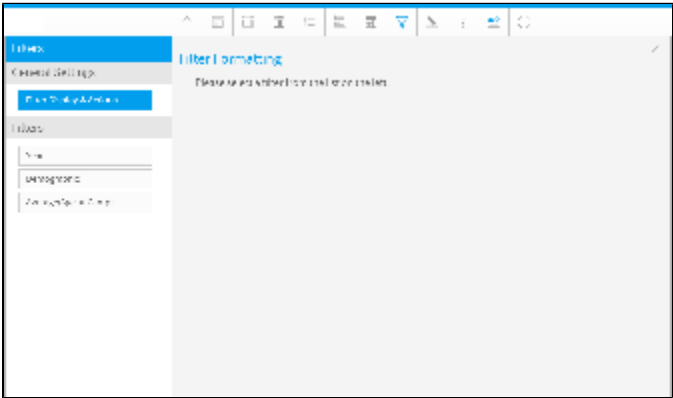 Filters
General Settings
Filter Display & Actions
Filters
Year
Demographic
Filter Formatting
Please select a filter from the list on the left